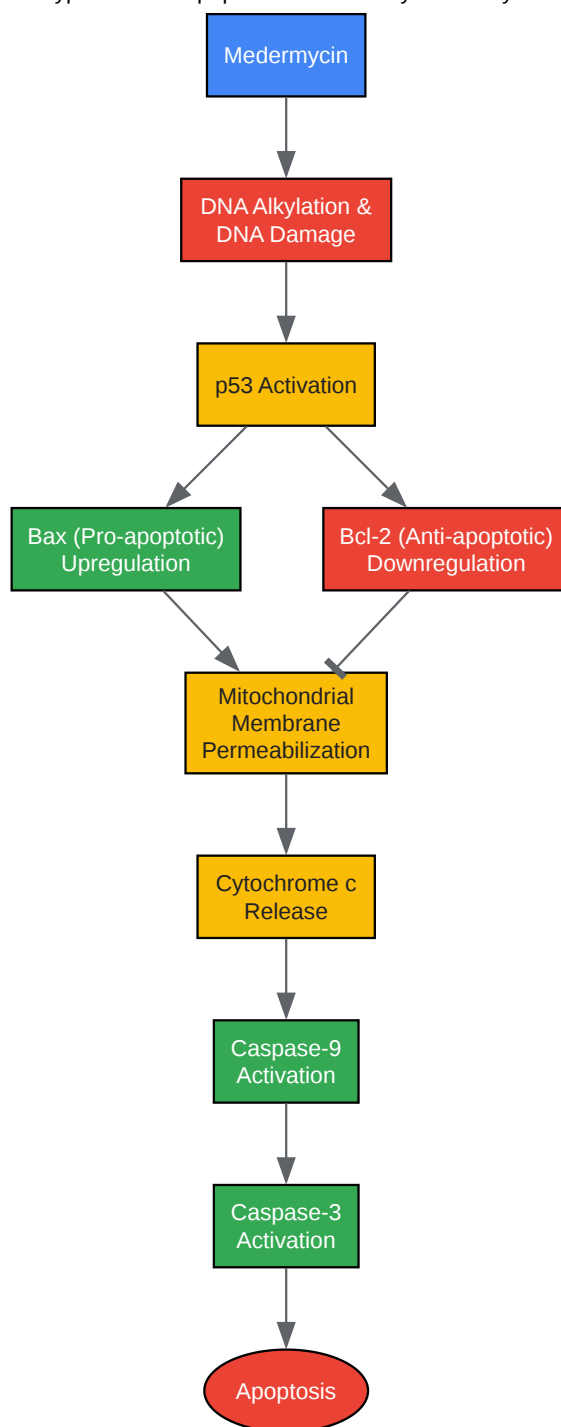 Medermycin
DNA Alkylation &
DNA Damage
p53 Activation
Bax (Pro-apoptotic)
Upregulation
Bcl-2 (Anti-apoptotic)
Downregulation
Mitochondrial
Membrane
Permeabilization
Cytochrome c
Release
Caspase-9
Activation
Caspase-3
Activation
Apoptosis